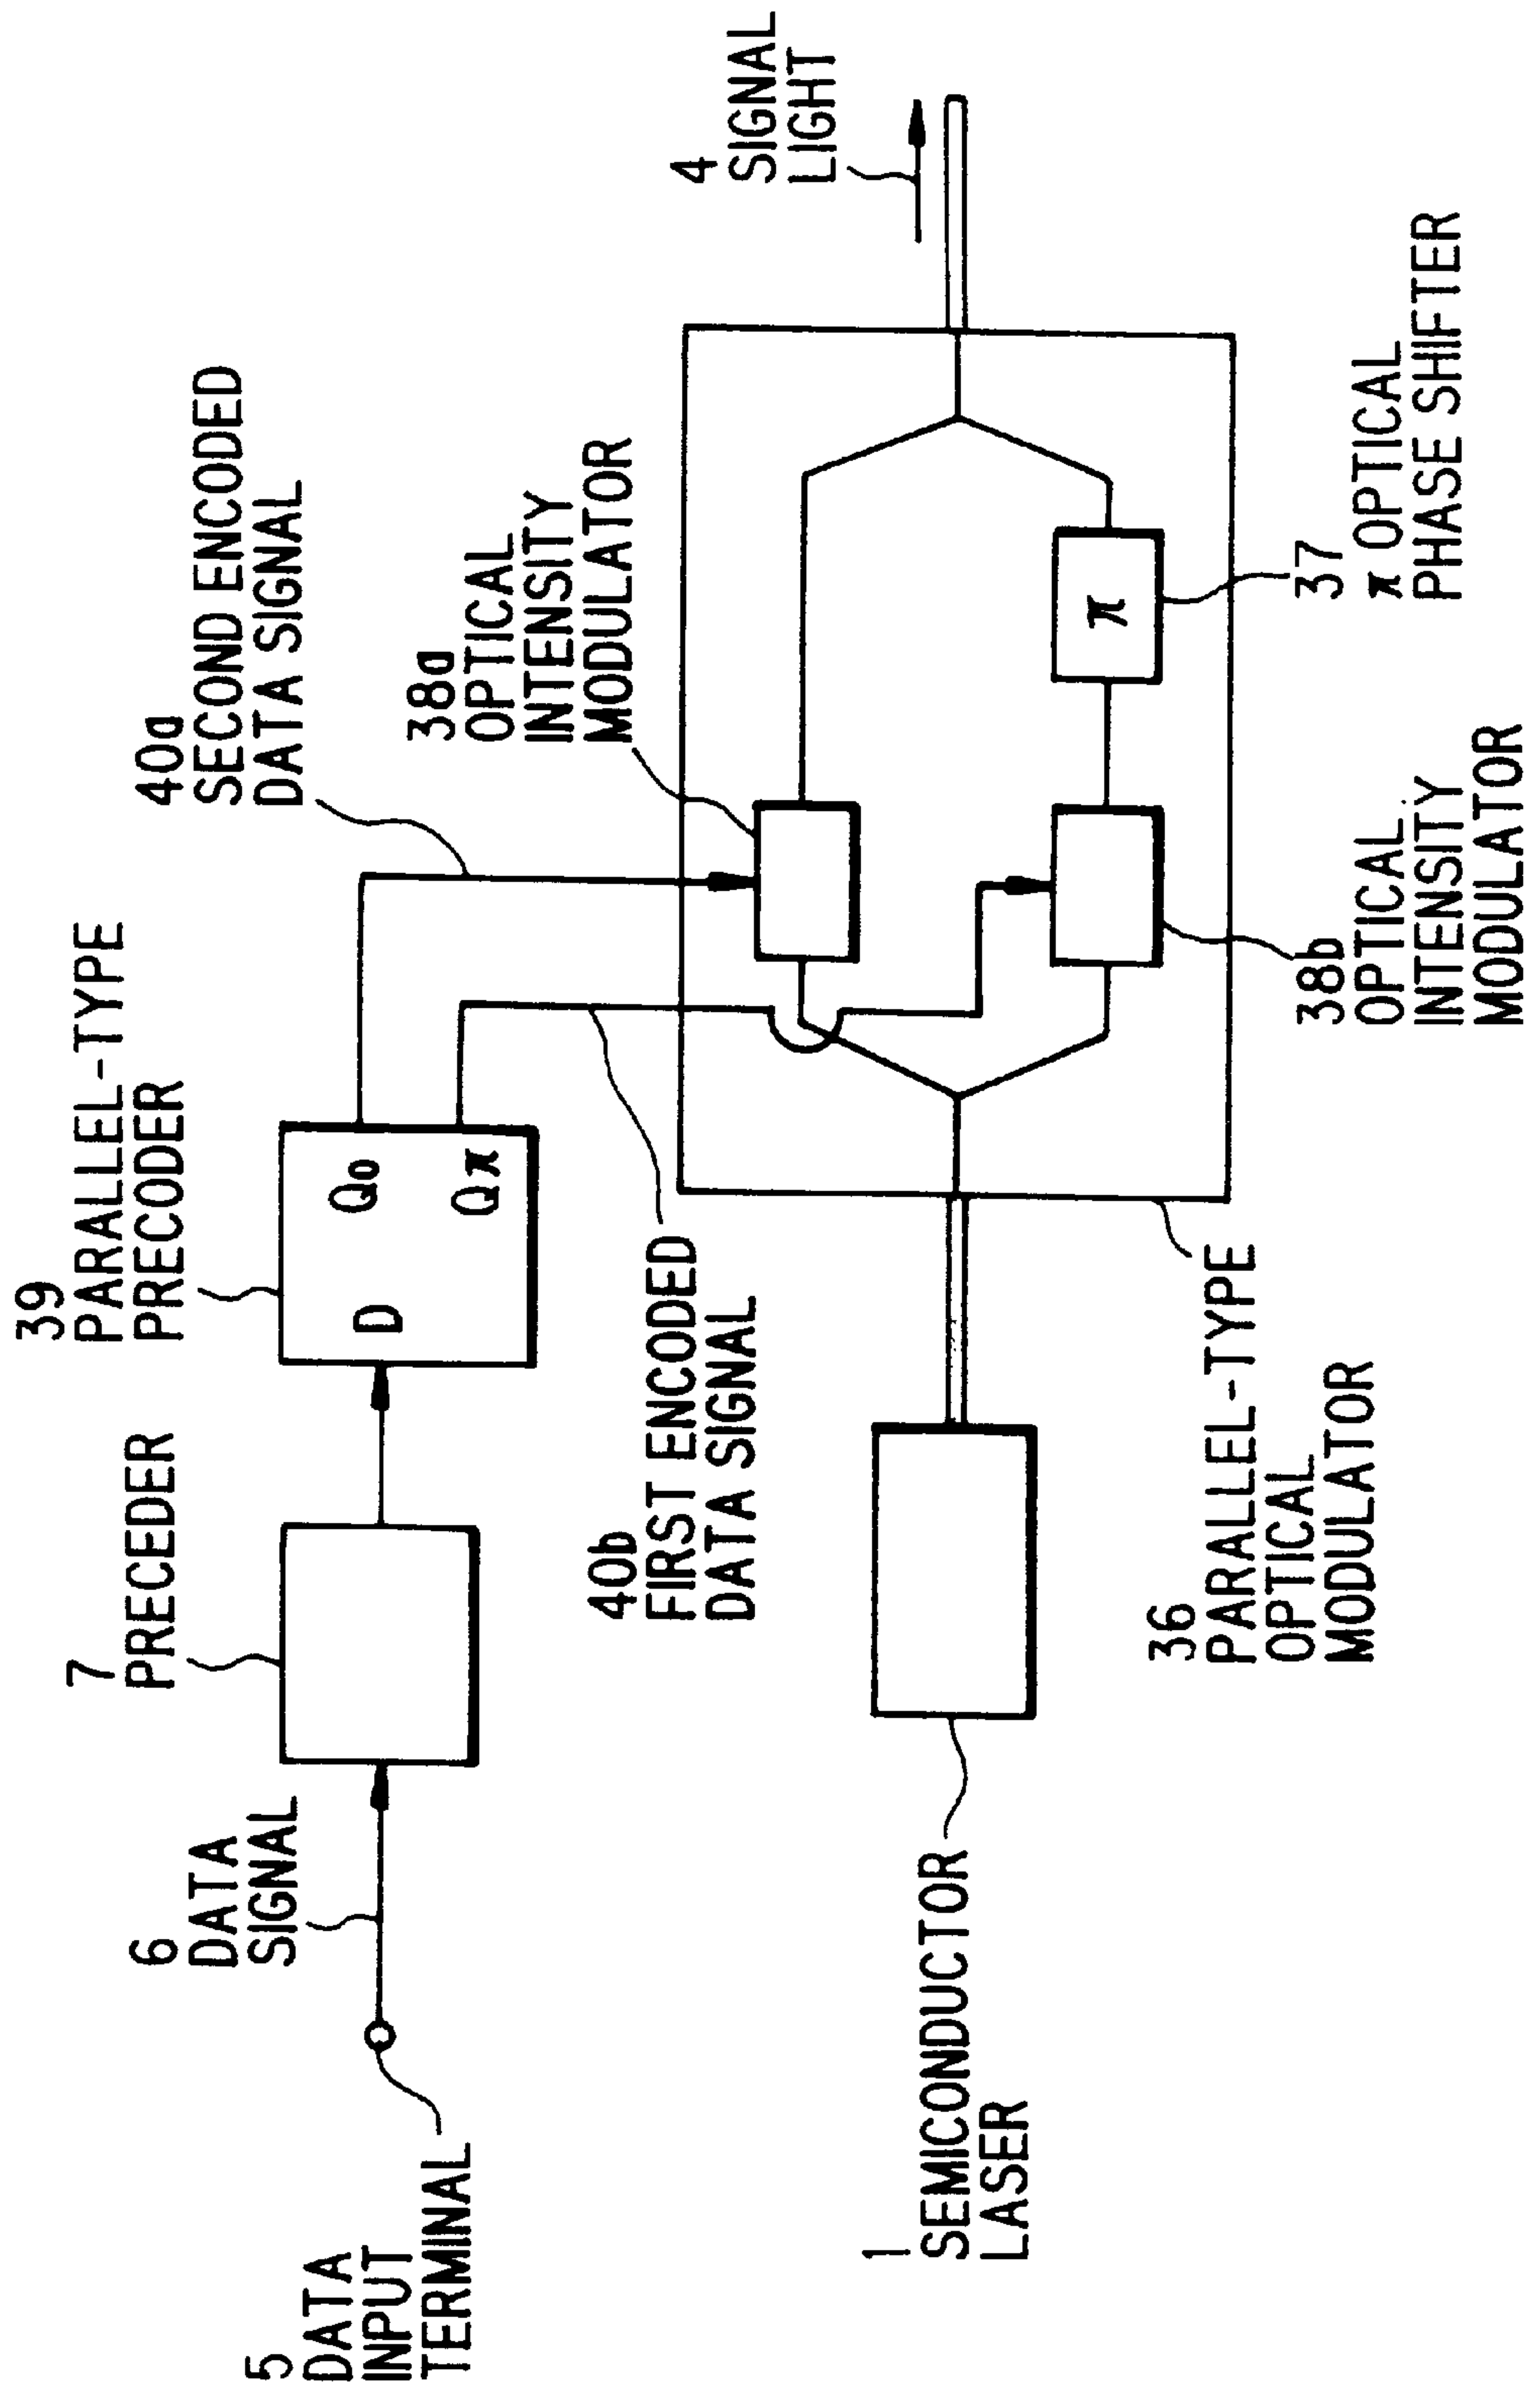 5
DATA
INPUT
TERMINAL
6
DATA
SIGNAL
7
PRECEDER
39
PARALLEL-TYPE
PRECODER
D
Q0
Qπ
40a
SECOND ENCODED
DATA SIGNAL
38a
OPTICAL
INTENSITY
MODULATOR
40b
FIRST ENCODED
DATA SIGNAL
4
SIGNAL
LIGHT
1
SEMICONDUCTOR
LASER
36
PARALLEL-TYPE
OPTICAL
MODULATOR
38b
OPTICAL
INTENSITY
MODULATOR
π
37
π OPTICAL
PHASE SHIFTER